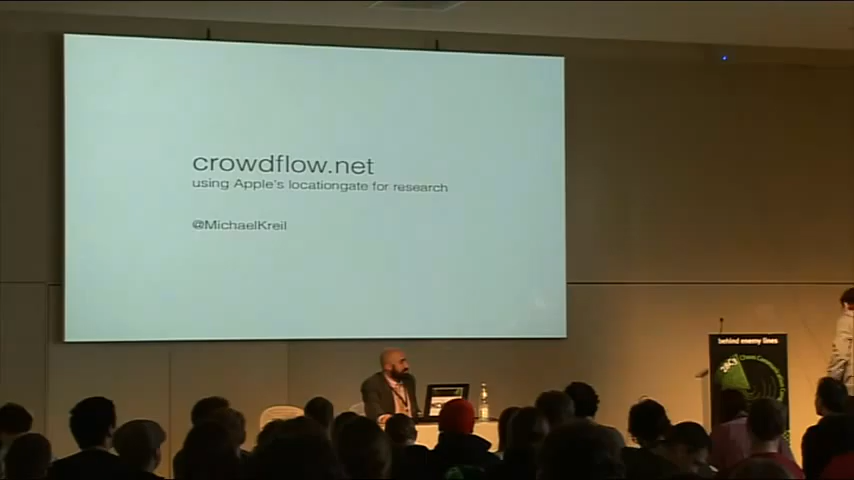 crowdflow.net
using Apple's locationgate for research
@MichaelKreil
behind enemy lines